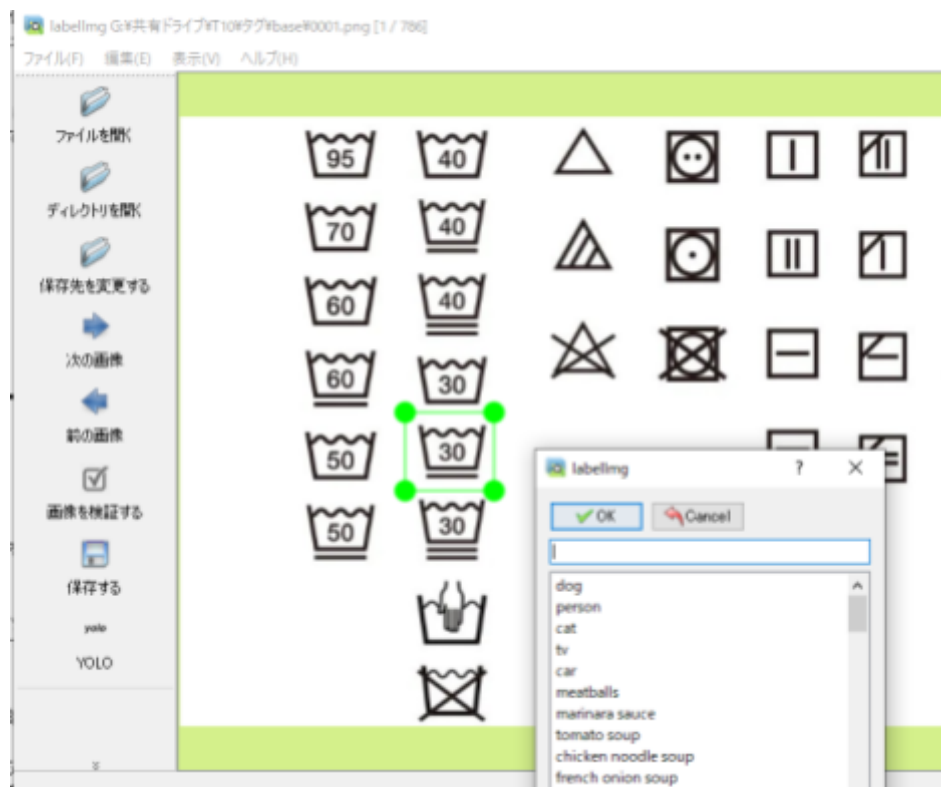 labelImg G:¥共有ドライブ¥T10¥タグ¥base¥0001.png [1 / 786]
ファイル(F) 編集(E) 表示(V) ヘルプ(H)
ファイルを開く
ディレクトリを開く
保存先を変更する
次の画像
前の画像
画像を検証する
保存する
yolo
YOLO
95 40
70 40
60 40
60 30
50 30
50 30
labelImg ?
OK Cancel
dog
person
cat
tv
car
meatballs
marinara sauce
tomato soup
chicken noodle soup
french onion soup